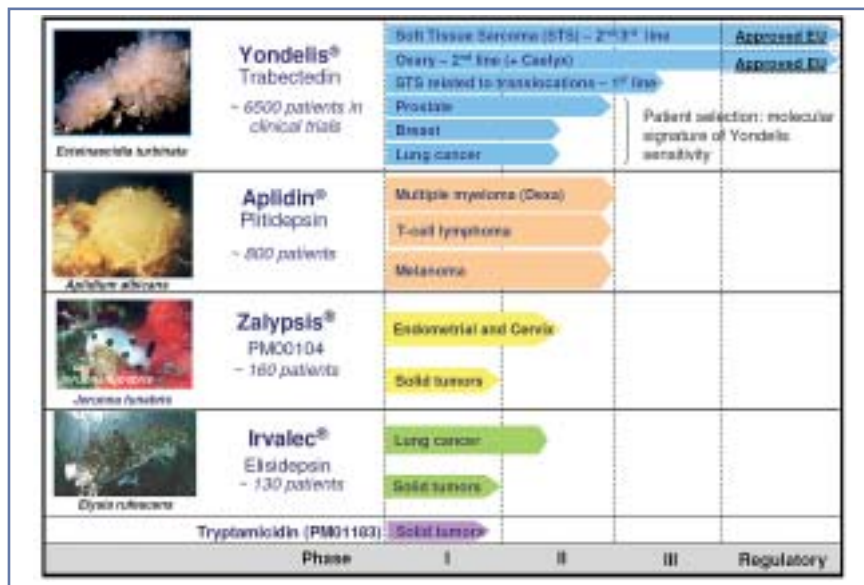 Yondelis®
Trabectedin
~ 6500 patients in
clinical trials
Ecteinascidia turbinata
Soft Tissue Sarcoma (STS) – 2nd/3rd line
Approved EU
Ovary – 2nd line (+ Caelyx)
Approved EU
STS related to translocations – 1st line
Prostate
Breast
Lung cancer
Patient selection: molecular
signature of Yondelis
sensitivity
Aplidin®
Plitidepsin
~ 800 patients
Aplidium albicans
Multiple myeloma (Dexa)
T-cell lymphoma
Melanoma
Zalypsis®
PM00104
~ 160 patients
Jorunna funebris
Jorunna funebris
Endometrial and Cervix
Solid tumors
Irvalec®
Elisidepsin
~ 130 patients
Elysia rufescens
Lung cancer
Solid tumors
Tryptamicidin (PM01183)
Solid tumors
Phase I II III Regulatory